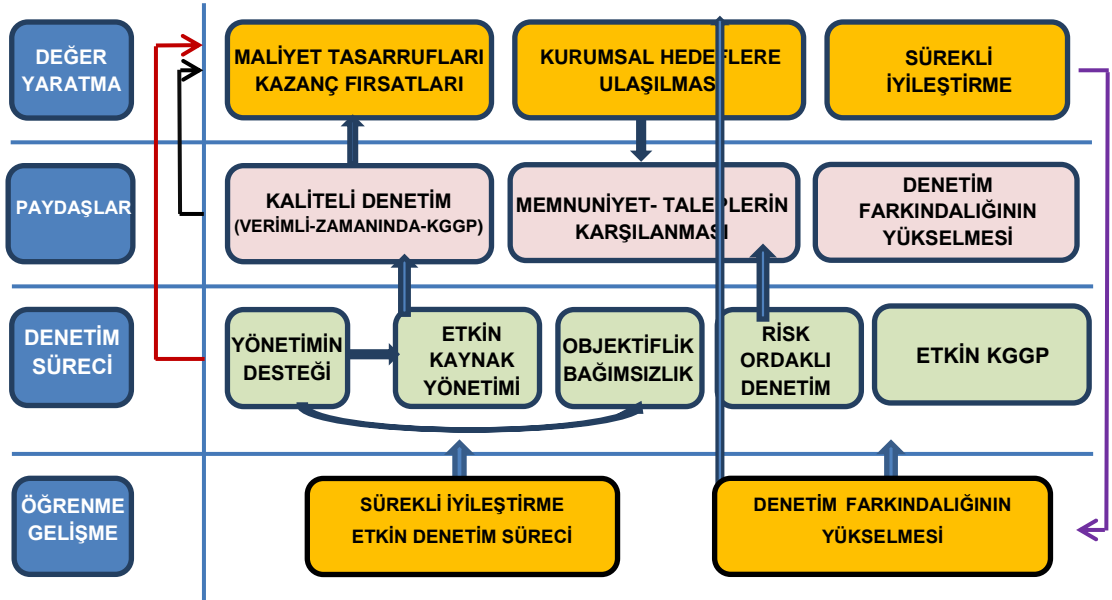 DEĞER
YARATMA
MALİYET TASARRUFLARI
KAZANÇ FIRSATLARI
KURUMSAL HEDEFLERE
ULAŞILMAS
SÜREKLİ
İYİLEŞTİRME
PAYDAŞLAR
KALİTELİ DENETİM
(VERİMLİ-ZAMANINDA-KGGP)
MEMNUNİYET- TALEPLERİN
KARŞILANMASI
DENETİM
FARKINDALIĞININ
YÜKSELMESİ
DENETİM
SÜRECİ
YÖNETİMİN
DESTEĞİ
ETKİN
KAYNAK
YÖNETİMİ
OBJEKTİFLİK
BAĞIMSIZLIK
RİSK
ORDAKLI
DENETİM
ETKİN KGGP
ÖĞRENME
GELİŞME
SÜREKLİ İYİLEŞTİRME
ETKİN DENETİM SÜRECİ
DENETİM FARKINDALIĞININ
YÜKSELMESİ